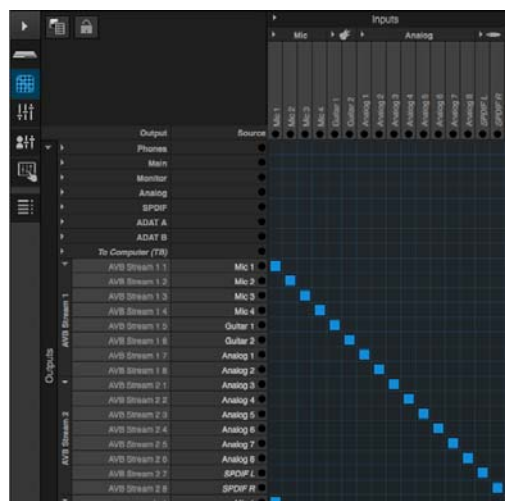 Inputs
Mic
Analog
Mic 1
Mic 2
Mic 3
Mic 4
Guitar 1
Guitar 2
Analog 1
Analog 2
Analog 3
Analog 4
Analog 5
Analog 6
Analog 7
Analog 8
SPDIF L
SPDIF R
Output Source
Phones
Main
Monitor
Analog
SPDIF
ADAT A
ADAT B
To Computer (TB)
Outputs
AVB Stream 1
AVB Stream 1 1 Mic 1
AVB Stream 1 2 Mic 2
AVB Stream 1 3 Mic 3
AVB Stream 1 4 Mic 4
AVB Stream 1 5 Guitar 1
AVB Stream 1 6 Guitar 2
AVB Stream 1 7 Analog 1
AVB Stream 1 8 Analog 2
AVB Stream 2
AVB Stream 2 1 Analog 3
AVB Stream 2 2 Analog 4
AVB Stream 2 3 Analog 5
AVB Stream 2 4 Analog 6
AVB Stream 2 5 Analog 7
AVB Stream 2 6 Analog 8
AVB Stream 2 7 SPDIF L
AVB Stream 2 8 SPDIF R